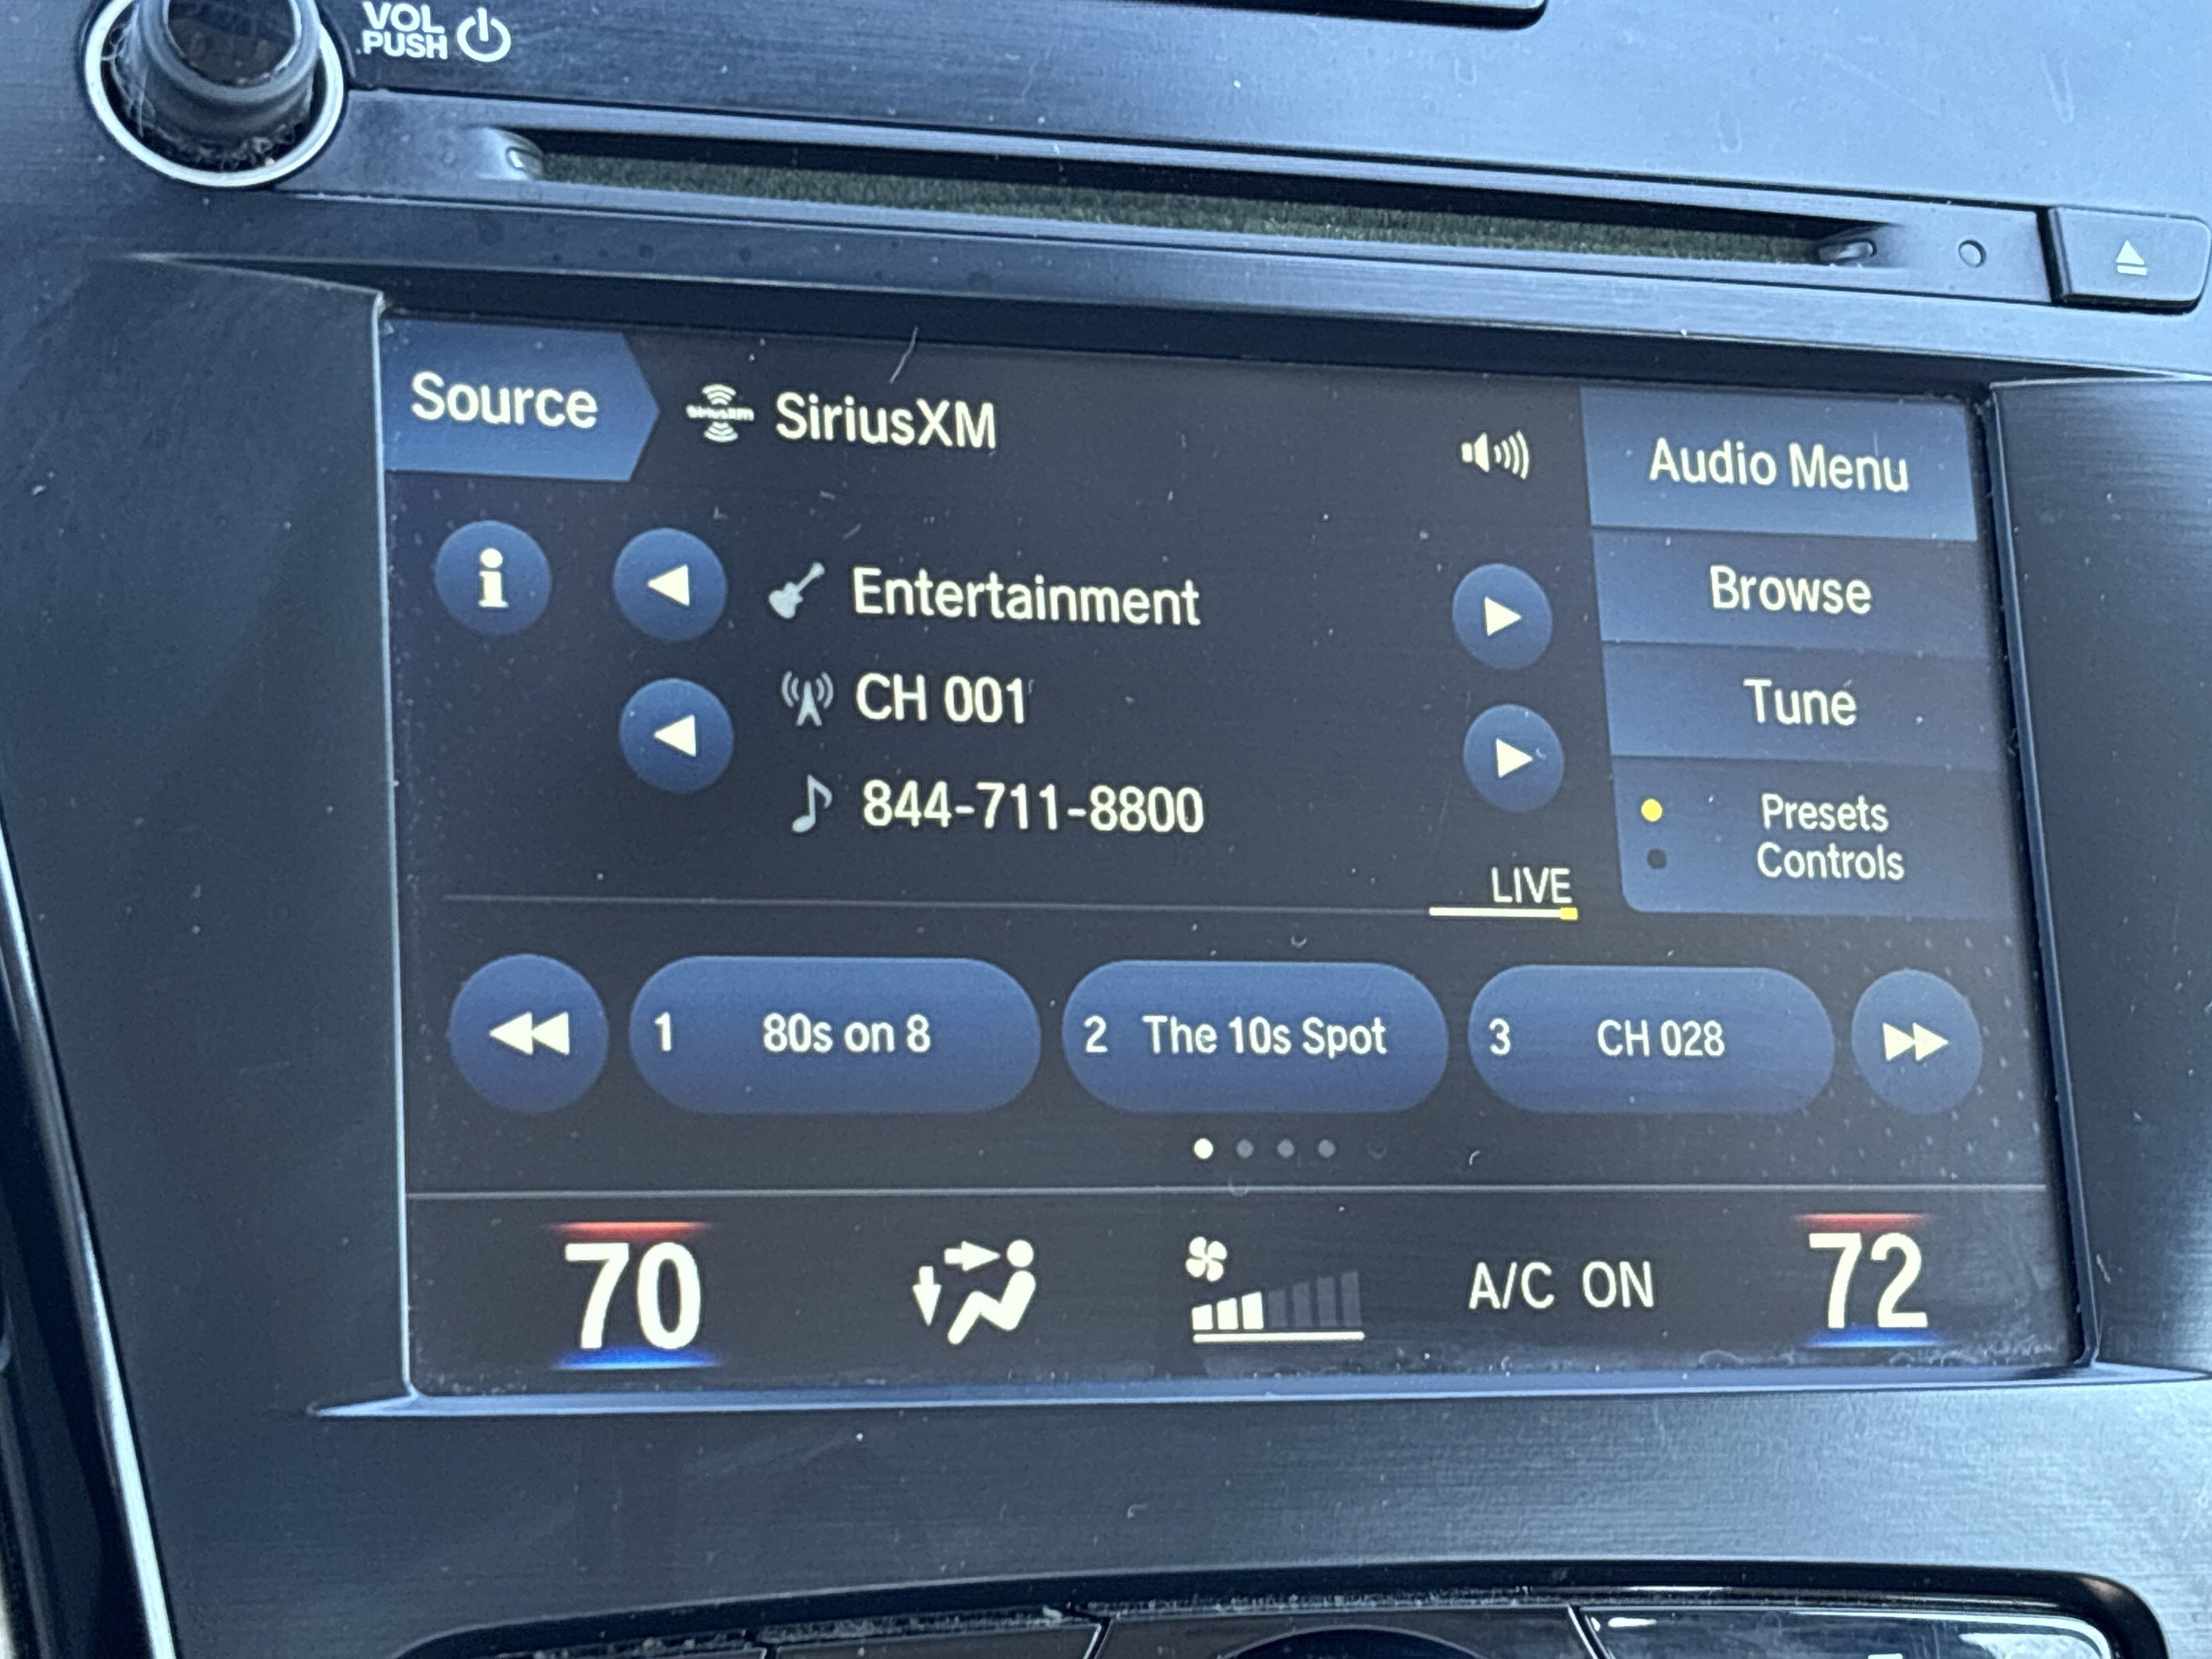 VOL
PUSH
Source
SiriusXM
SiriusXM
Audio Menu
Entertainment
Browse
CH 001
Tune
844-711-8800
Presets
Controls
LIVE
1 80s on 8
2 The 10s Spot
3 CH 028
70
A/C ON
72